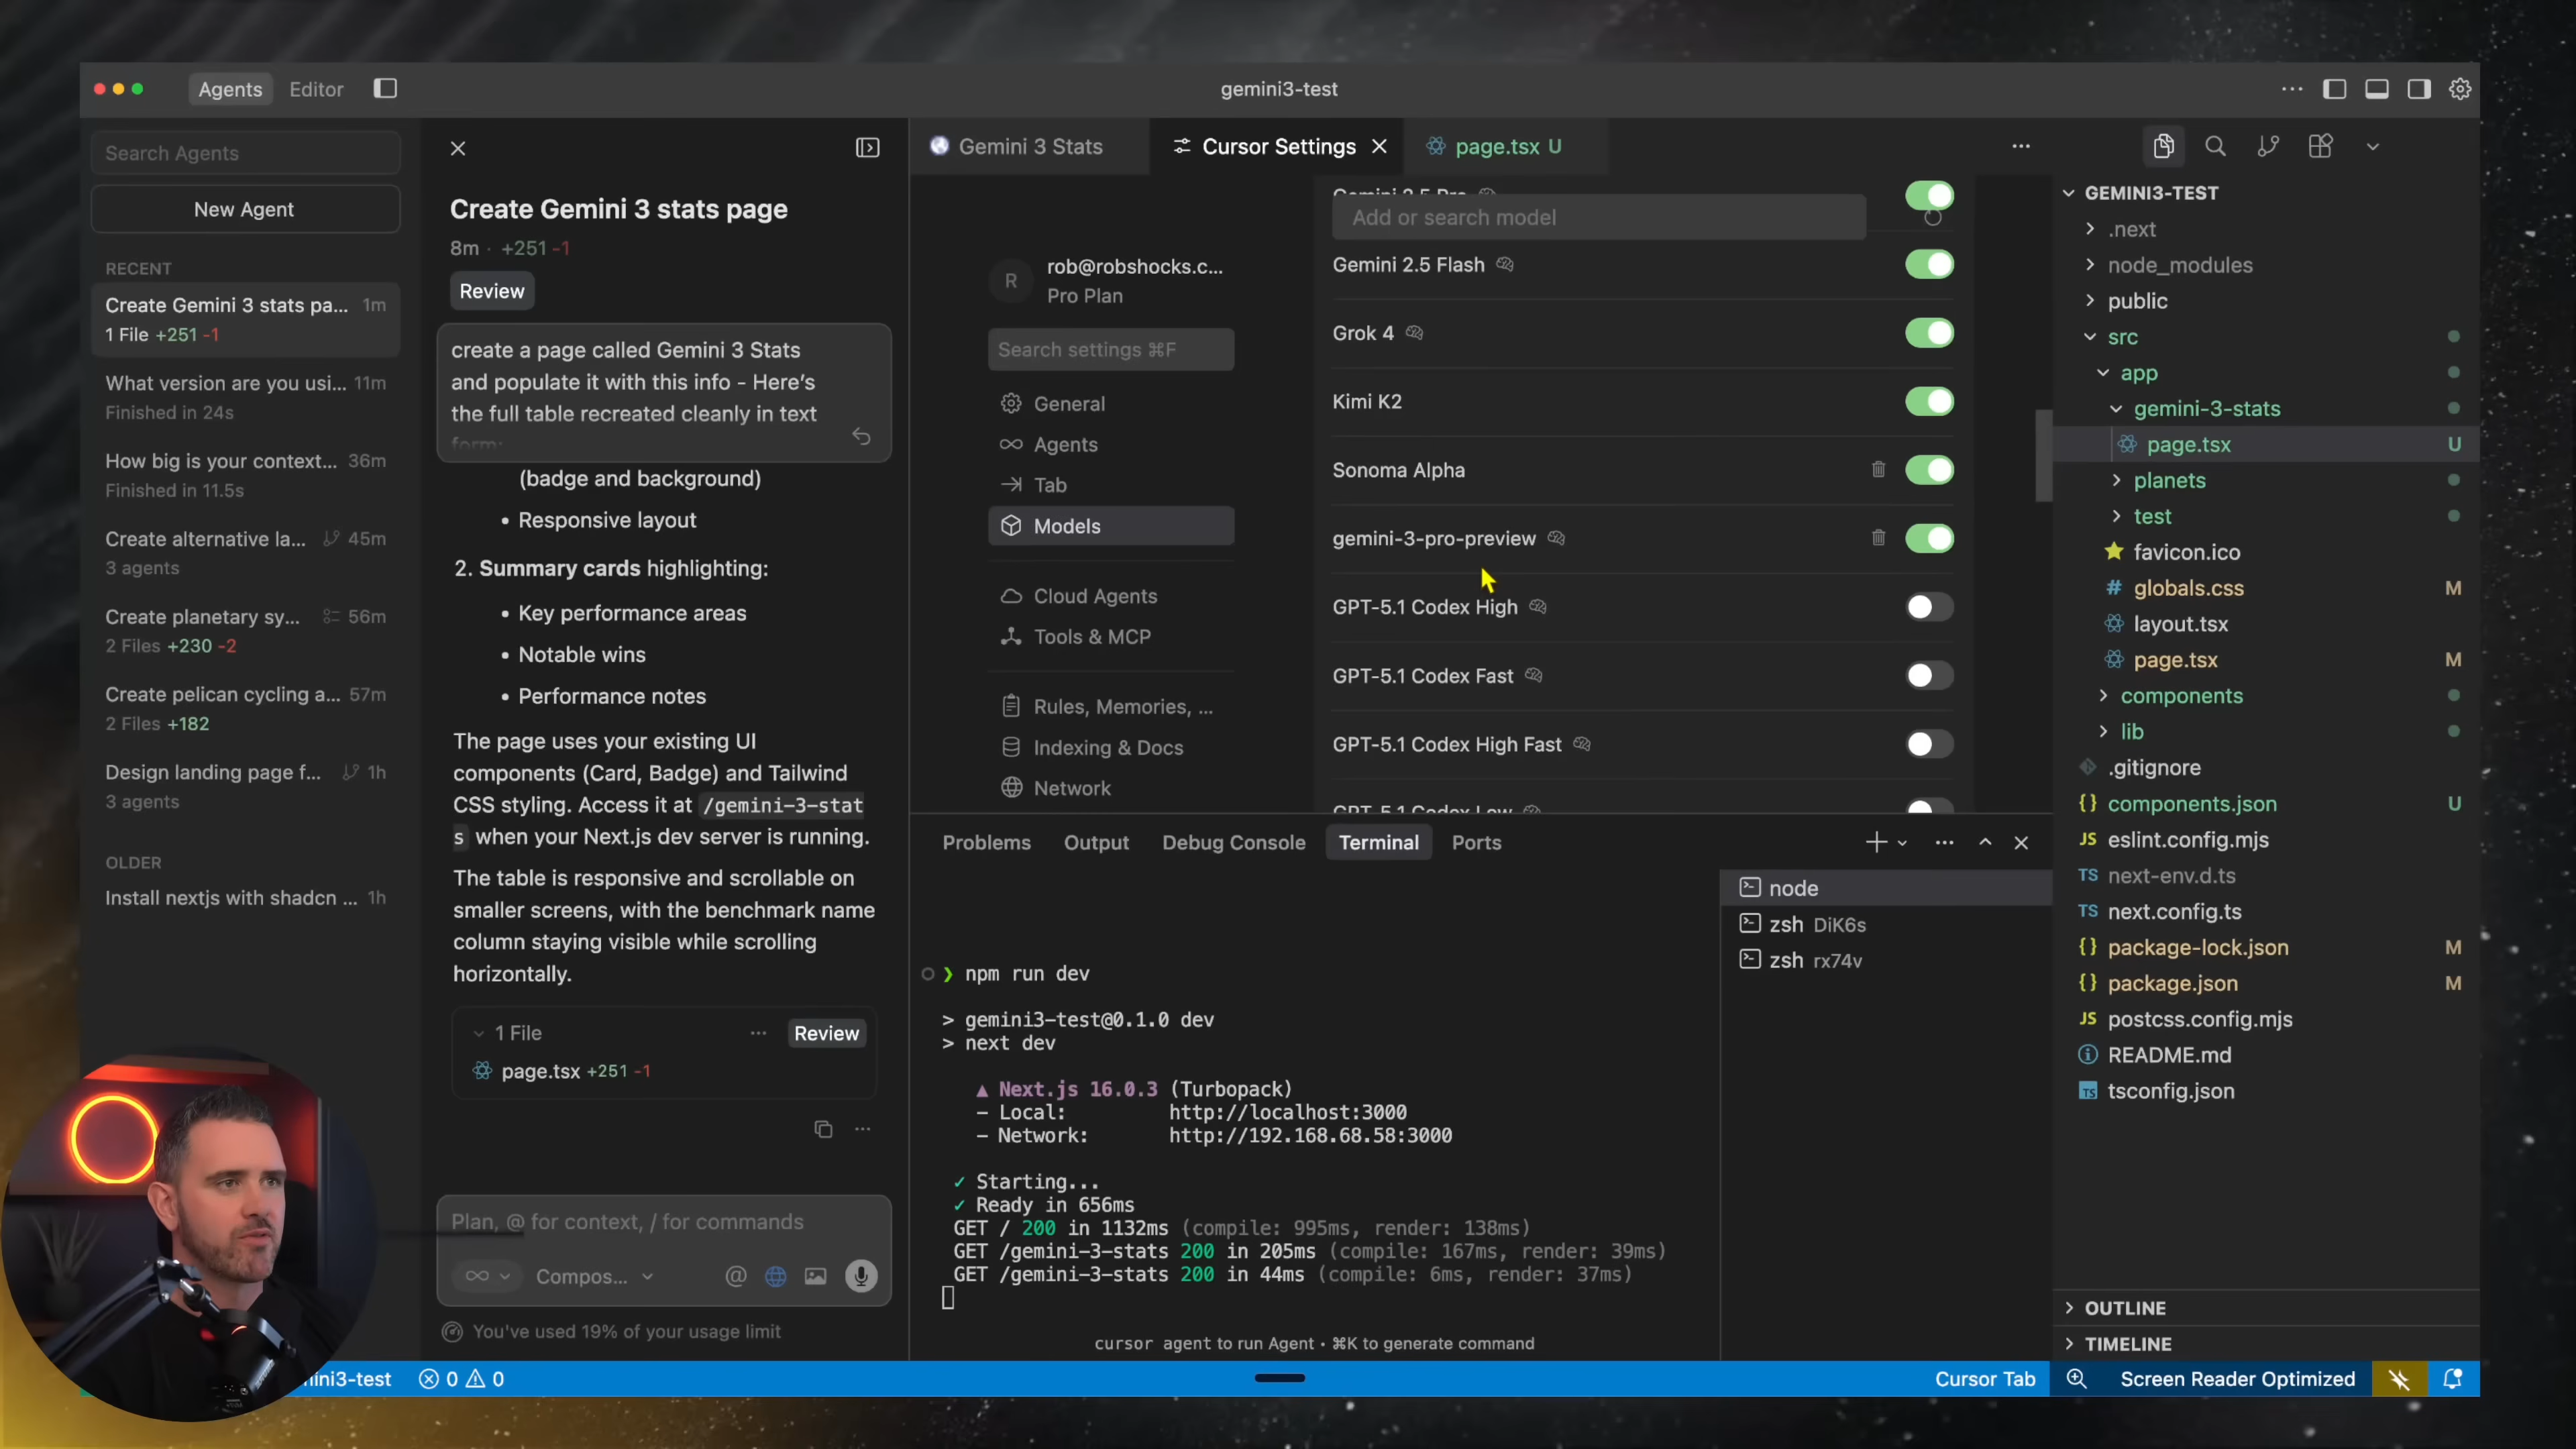 Agents Editor
gemini3-test
Search Agents
New Agent
RECENT
Create Gemini 3 stats pa... 1m
1 File +251 -1
What version are you usi... 11m
Finished in 24s
How big is your context... 36m
Finished in 11.5s
Create alternative la... 45m
3 agents
Create planetary sy... 56m
2 Files +230 -2
Create pelican cycling a... 57m
2 Files +182
Design landing page f... 1h
3 agents
OLDER
Install nextjs with shadcn ... 1h
Create Gemini 3 stats page
8m · +251 -1
Review
create a page called Gemini 3 Stats
and populate it with this info - Here's
the full table recreated cleanly in text
form:
(badge and background)
• Responsive layout
2. Summary cards highlighting:
• Key performance areas
• Notable wins
• Performance notes
The page uses your existing UI
components (Card, Badge) and Tailwind
CSS styling. Access it at /gemini-3-stat
s when your Next.js dev server is running.
The table is responsive and scrollable on
smaller screens, with the benchmark name
column staying visible while scrolling
horizontally.
1 File ... Review
page.tsx +251 -1
Plan, @ for context, / for commands
Compos...
You've used 19% of your usage limit
Gemini 3 Stats Cursor Settings page.tsx U
R
rob@robshocks.c...
Pro Plan
Search settings ⌘F
General
Agents
Tab
Models
Cloud Agents
Tools & MCP
Rules, Memories, ...
Indexing & Docs
Network
Gemini 2.5 Pro
Add or search model
Gemini 2.5 Flash
Grok 4
Kimi K2
Sonoma Alpha
gemini-3-pro-preview
GPT-5.1 Codex High
GPT-5.1 Codex Fast
GPT-5.1 Codex High Fast
GPT-5.1 Codex Low
Problems Output Debug Console Terminal Ports
❯ npm run dev
> gemini3-test@0.1.0 dev
> next dev
▲ Next.js 16.0.3 (Turbopack)
– Local: http://localhost:3000
– Network: http://192.168.68.58:3000
✓ Starting...
✓ Ready in 656ms
GET / 200 in 1132ms (compile: 995ms, render: 138ms)
GET /gemini-3-stats 200 in 205ms (compile: 167ms, render: 39ms)
GET /gemini-3-stats 200 in 44ms (compile: 6ms, render: 37ms)
cursor agent to run Agent • ⌘K to generate command
node
zsh DiK6s
zsh rx74v
GEMINI3-TEST
.next
node_modules
public
src
app
gemini-3-stats
page.tsx U
planets
test
favicon.ico
# globals.css M
layout.tsx
page.tsx M
components
lib
.gitignore
{} components.json U
JS eslint.config.mjs
TS next-env.d.ts
TS next.config.ts
{} package-lock.json M
{} package.json M
JS postcss.config.mjs
README.md
TS tsconfig.json
OUTLINE
TIMELINE
ini3-test 0 0
Cursor Tab Screen Reader Optimized